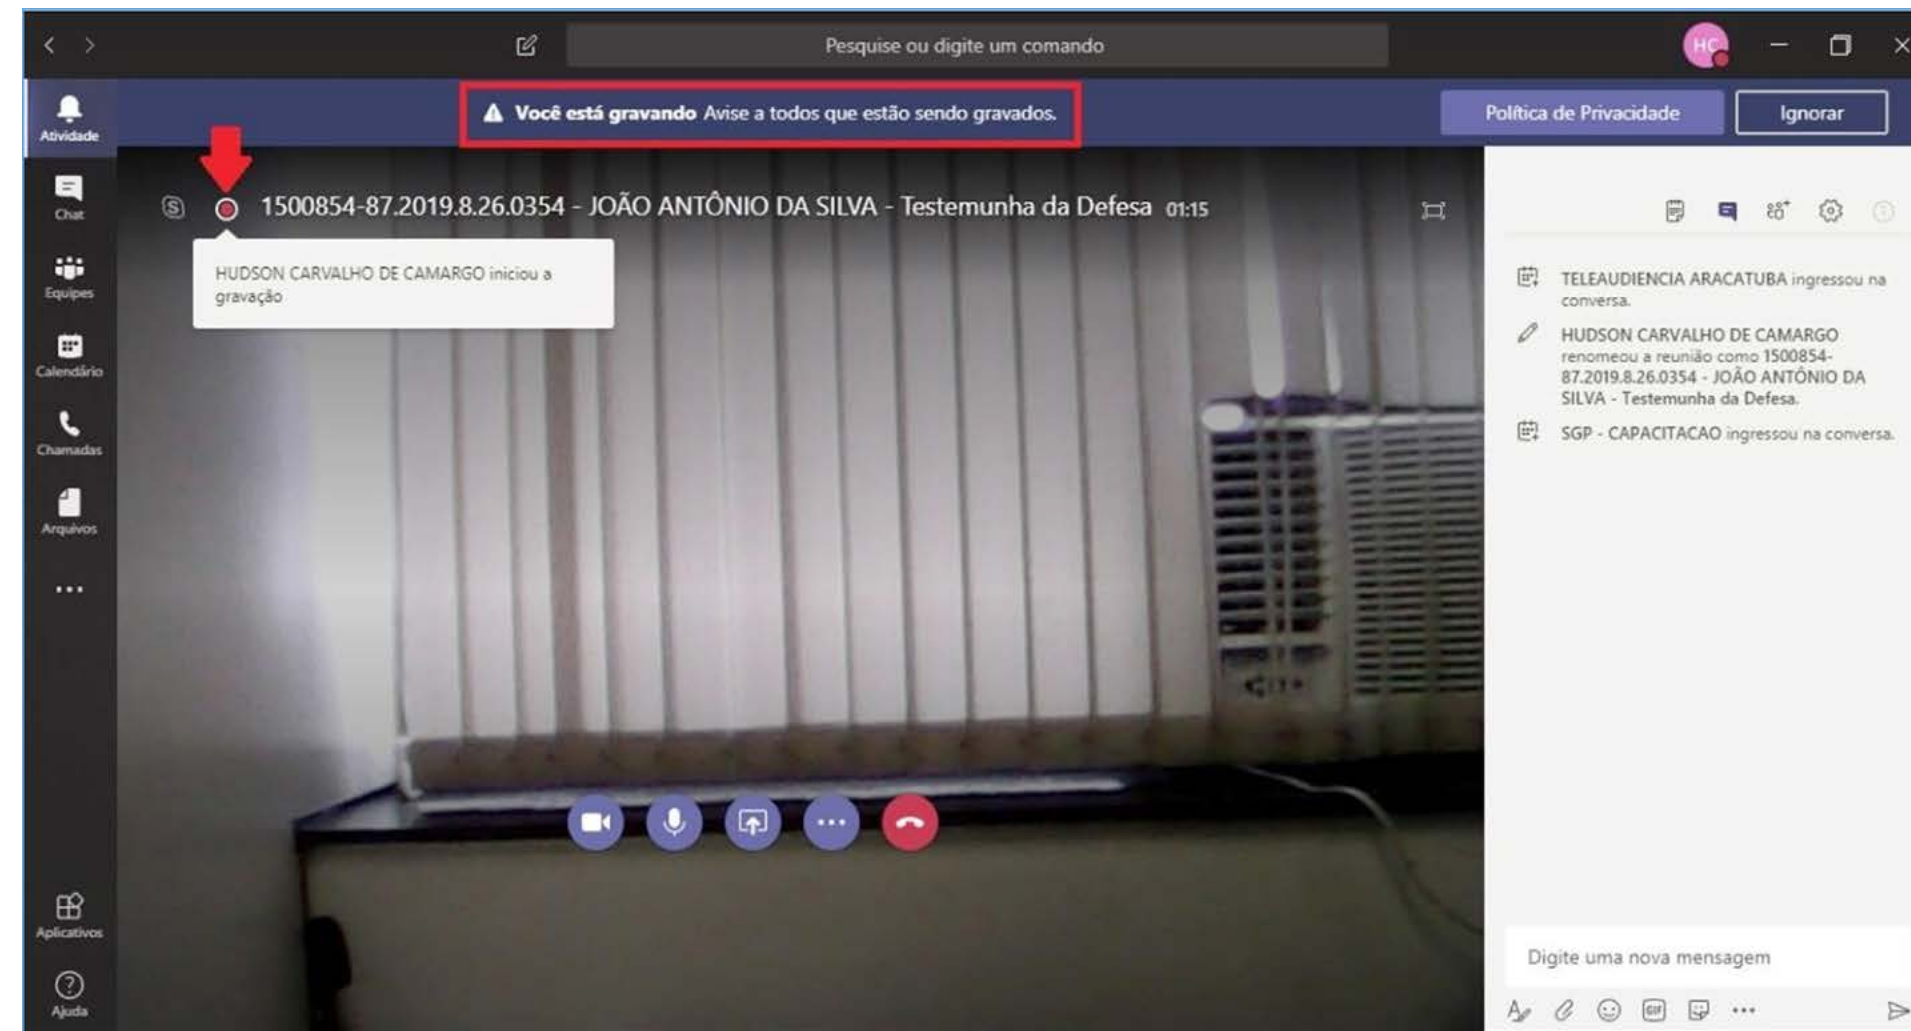 Pesquise ou digite um comando
HC
Atividade
Você está gravando Avise a todos que estão sendo gravados.
Política de Privacidade
Ignorar
Chat
1500854-87.2019.8.26.0354 - JOÃO ANTÔNIO DA SILVA - Testemunha da Defesa 01:15
HUDSON CARVALHO DE CAMARGO iniciou a
gravação
Equipes
Calendário
Chamadas
Arquivos
Aplicativos
Ajuda
TELEAUDIENCIA ARACATUBA ingressou na
conversa.
HUDSON CARVALHO DE CAMARGO
renomeou a reunião como 1500854-
87.2019.8.26.0354 - JOÃO ANTÔNIO DA
SILVA - Testemunha da Defesa.
SGP - CAPACITACAO ingressou na conversa.
Digite uma nova mensagem
GIF